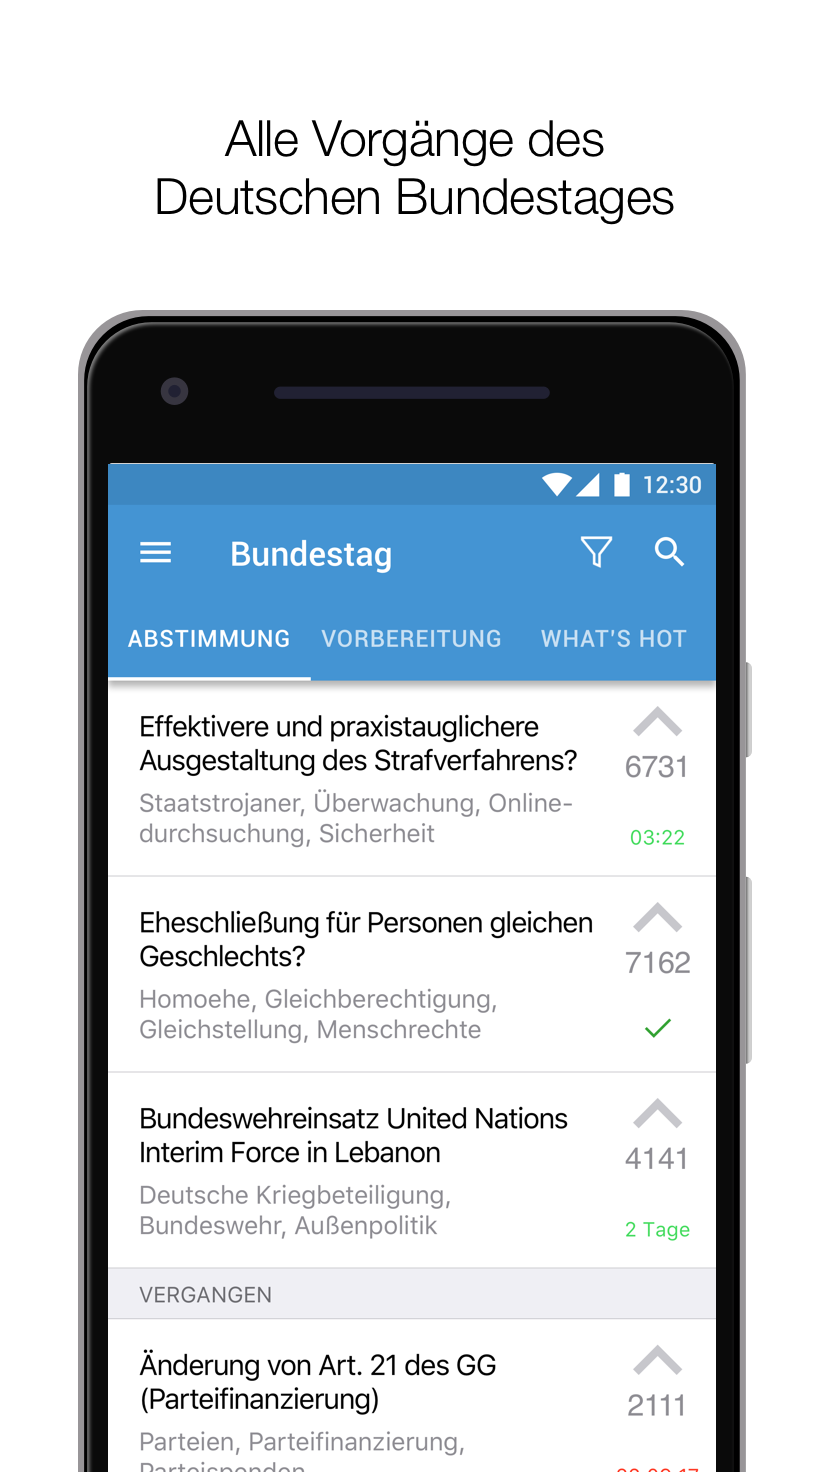 Alle Vorgänge des
Deutschen Bundestages
12:30
Bundestag
ABSTIMMUNG VORBEREITUNG WHAT'S HOT
Effektivere und praxistauglichere
Ausgestaltung des Strafverfahrens?
6731
Staatstrojaner, Überwachung, Online-
durchsuchung, Sicherheit
03:22
Eheschließung für Personen gleichen
Geschlechts?
7162
Homoehe, Gleichberechtigung,
Gleichstellung, Menschrechte
Bundeswehreinsatz United Nations
Interim Force in Lebanon
4141
Deutsche Kriegbeteiligung,
Bundeswehr, Außenpolitik
2 Tage
VERGANGEN
Änderung von Art. 21 des GG
(Parteifinanzierung)
2111
Parteien, Parteifinanzierung,
Parteispenden